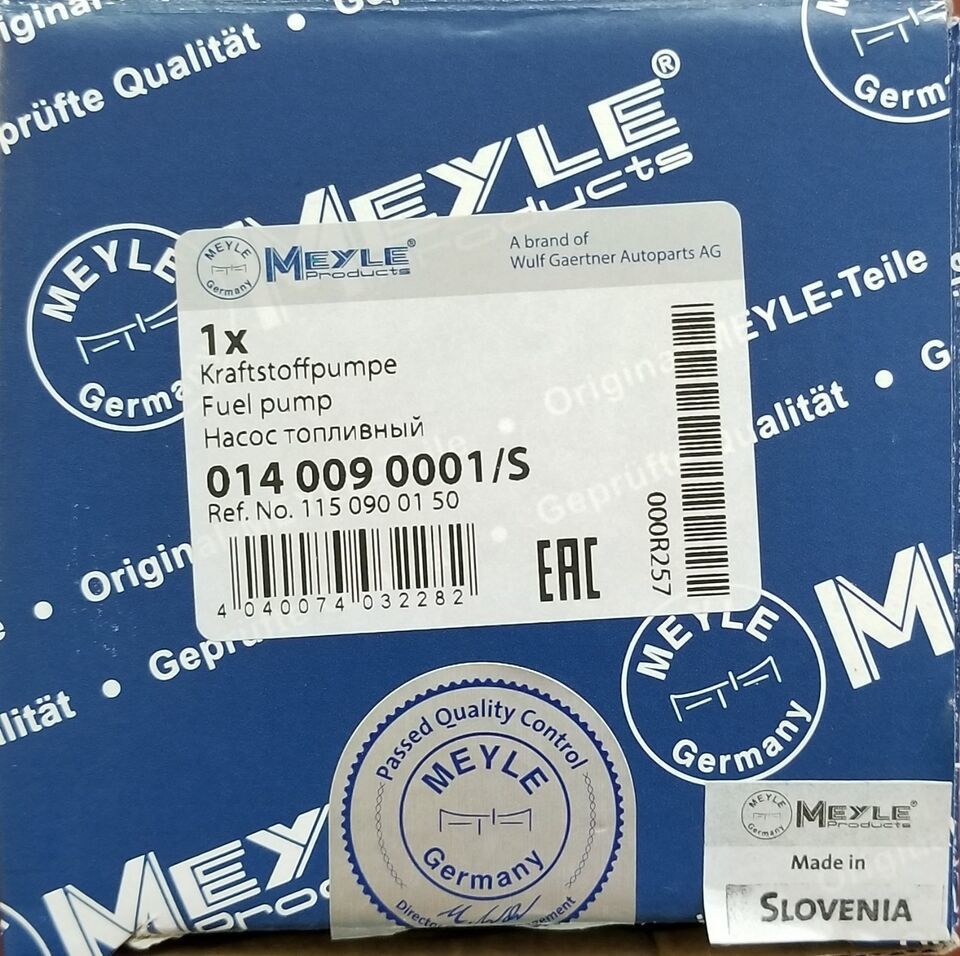 geprüfte Qualität •
MEYLE
Germany
MEYLE®
Products
MEYLE
Germany
MEYLE®
Products
A brand of
Wulf Gaertner Autoparts AG
1x
Kraftstoffpumpe
Fuel pump
Насос топливный
014 009 0001/S
Ref. No. 115 090 01 50
4 040074 032282
EAC
000R257
Original MEYLE-Teile
• Geprüfte Qualität •
MEYLE
Germany
Passed Quality Control
MEYLE
Germany
MEYLE
Germany
MEYLE®
Products
Made in
SLOVENIA